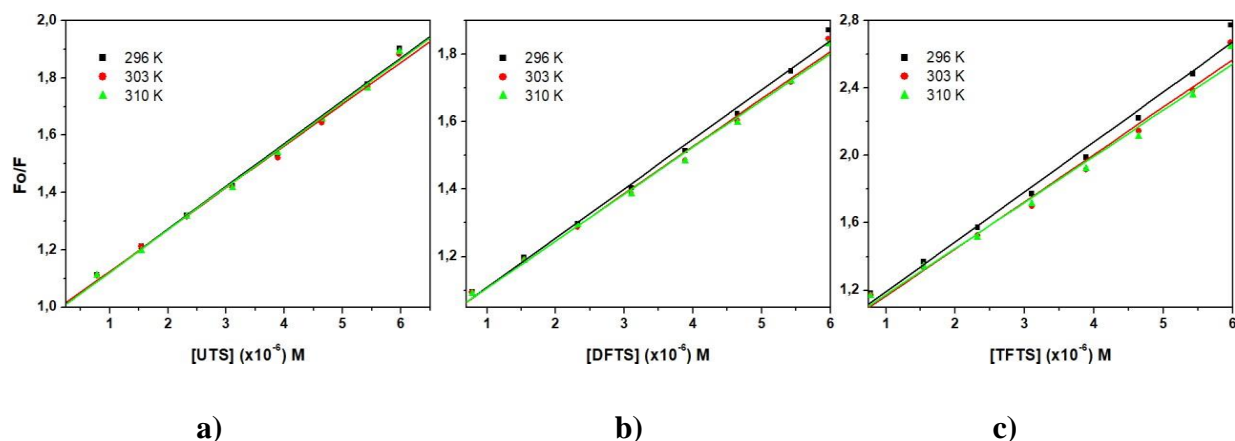 Fo/F
2,0
1,8
1,6
1,4
1,2
1,0
296 K
303 K
310 K
1 2 3 4 5 6
[UTS] (x10⁻⁶) M
a)
1,8
1,6
1,4
1,2
296 K
303 K
310 K
1 2 3 4 5 6
[DFTS] (x10⁻⁶) M
b)
2,8
2,4
2,0
1,6
1,2
296 K
303 K
310 K
1 2 3 4 5 6
[TFTS] (x10⁻⁶) M
c)